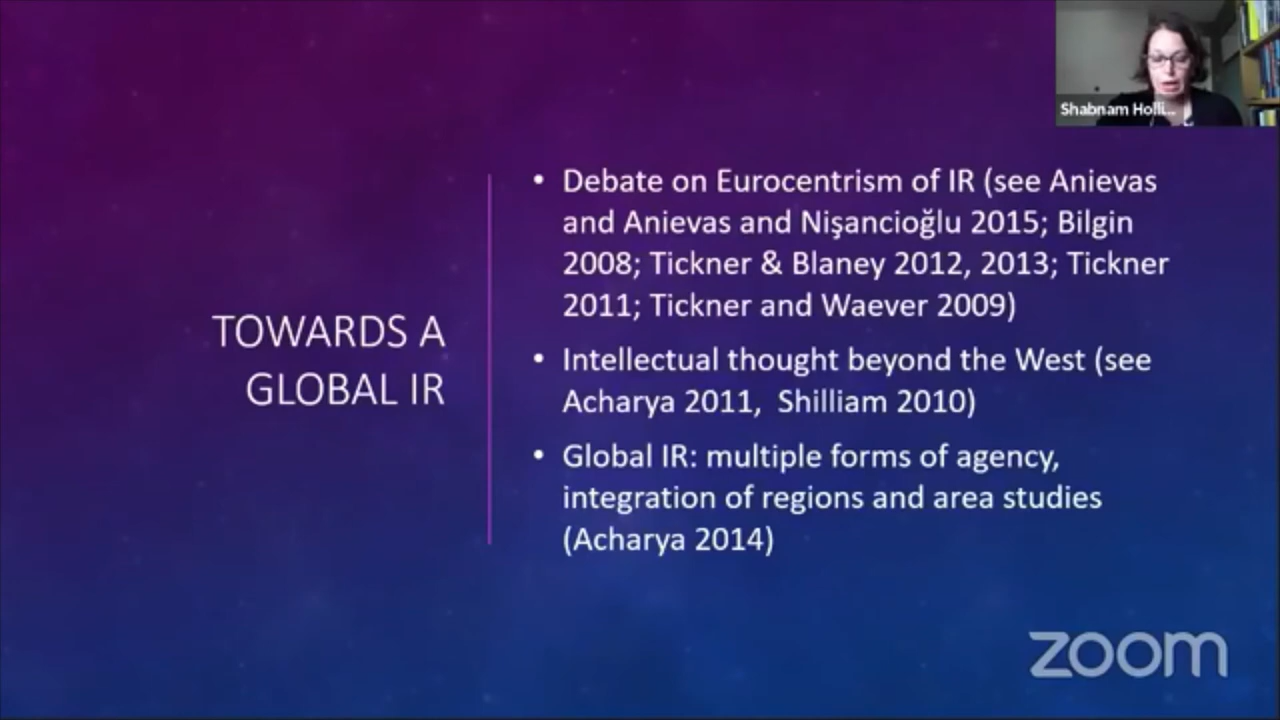 Shabnam Holli...
TOWARDS A
GLOBAL IR
• Debate on Eurocentrism of IR (see Anievas
and Anievas and Nişancioğlu 2015; Bilgin
2008; Tickner & Blaney 2012, 2013; Tickner
2011; Tickner and Waever 2009)
• Intellectual thought beyond the West (see
Acharya 2011,  Shilliam 2010)
• Global IR: multiple forms of agency,
integration of regions and area studies
(Acharya 2014)
zoom